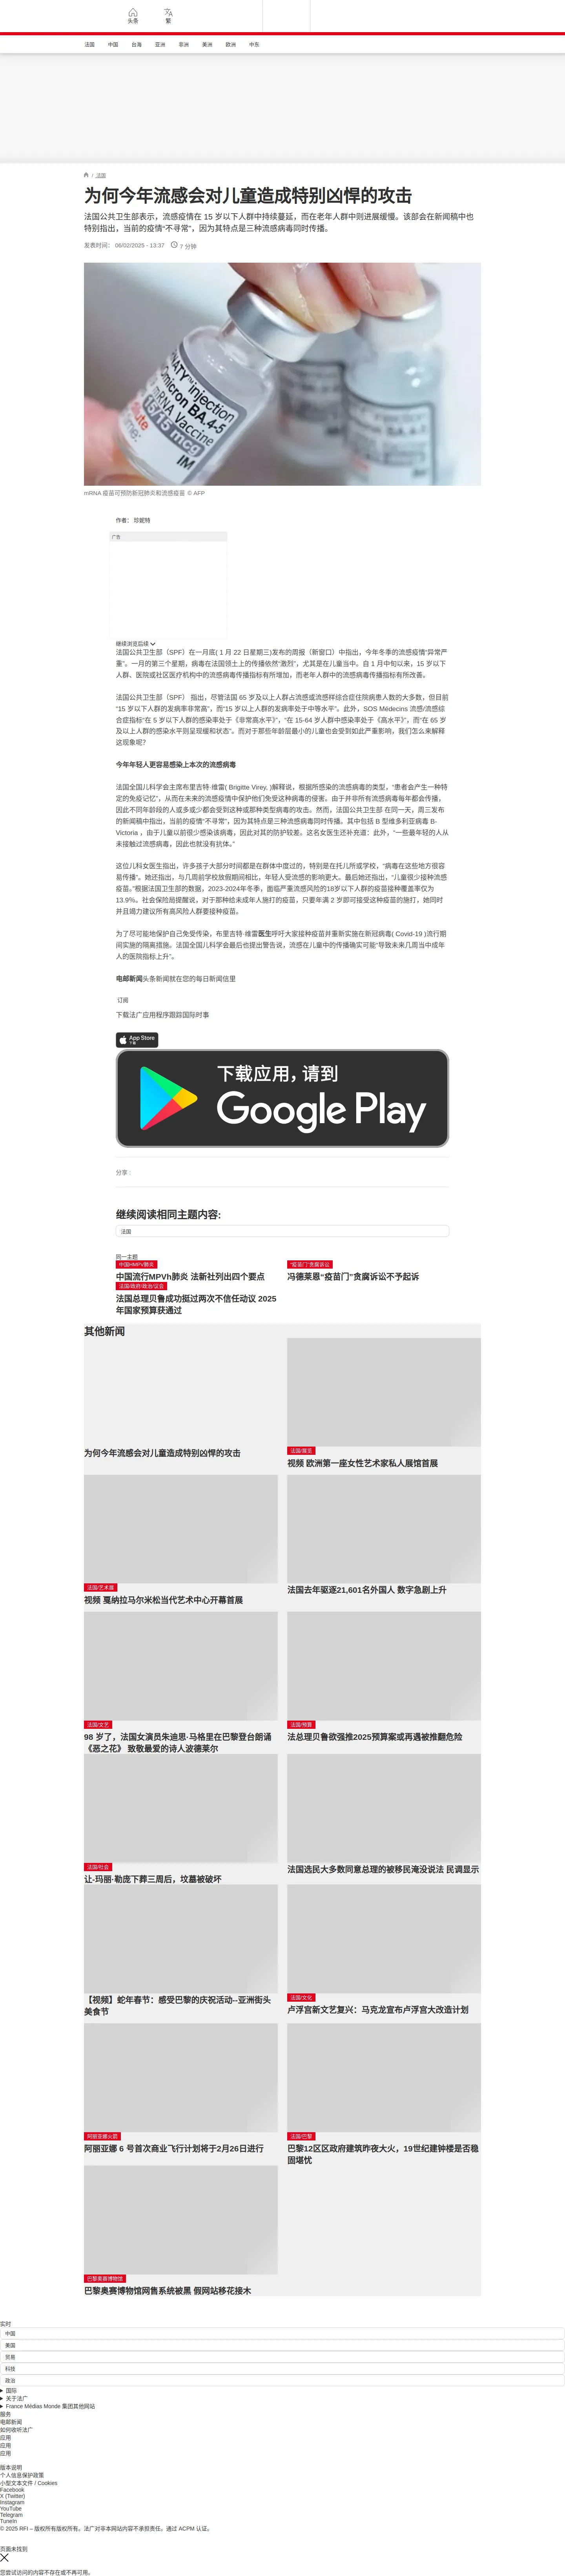 头条
繁
法国
中国
台海
亚洲
非洲
美洲
欧洲
中东
/ 法国
为何今年流感会对儿童造成特别凶悍的攻击
法国公共卫生部表示，流感疫情在 15 岁以下人群中持续蔓延，而在老年人群中则进展缓慢。该部会在新闻稿中也
特别指出，当前的疫情“不寻常”，因为其特点是三种流感病毒同时传播。
发表时间： 06/02/2025 - 13:37
7 分钟
mRNA 疫苗可预防新冠肺炎和流感疫苗 © AFP
作者： 珍妮特
广告
继续浏览后续
法国公共卫生部（SPF）在一月底( 1 月 22 日星期三)发布的周报（新窗口）中指出，今年冬季的流感疫情“异常严
重”。一月的第三个星期，病毒在法国领土上的传播依然“激烈”，尤其是在儿童当中。自 1 月中旬以来，15 岁以下
人群、医院或社区医疗机构中的流感病毒传播指标有所增加，而老年人群中的流感病毒传播指标有所改善。
法国公共卫生部（SPF） 指出，尽管法国 65 岁及以上人群占流感或流感样综合症住院病患人数的大多数，但目前
“15 岁以下人群的发病率非常高”，而“15 岁以上人群的发病率处于中等水平”。此外，SOS Médecins 流感/流感综
合症指标“在 5 岁以下人群的感染率处于《非常高水平》”，“在 15-64 岁人群中感染率处于《高水平》”，而“在 65 岁
及以上人群的感染水平则呈现缓和状态”。而对于那些年龄层最小的儿童也会受到如此严重影响，我们怎么来解释
这现象呢？
今年年轻人更容易感染上本次的流感病毒
法国全国儿科学会主席布里吉特·维雷( Brigitte Virey, )解释说，根据所感染的流感病毒的类型，“患者会产生一种特
定的免疫记忆”，从而在未来的流感疫情中保护他们免受这种病毒的侵害。由于并非所有流感病毒每年都会传播，
因此不同年龄段的人或多或少都会受到这种或那种类型病毒的攻击。然而，法国公共卫生部 在同一天，周三发布
的新闻稿中指出，当前的疫情“不寻常”，因为其特点是三种流感病毒同时传播。其中包括 B 型维多利亚病毒 B-
Victoria ，由于儿童以前很少感染该病毒，因此对其的防护较差。这名女医生还补充道：此外，“一些最年轻的人从
未接触过流感病毒，因此也就没有抗体。”
这位儿科女医生指出，许多孩子大部分时间都是在群体中度过的，特别是在托儿所或学校，“病毒在这些地方很容
易传播”。她还指出，与几周前学校放假期间相比，年轻人受流感的影响更大。最后她还指出，“儿童很少接种流感
疫苗。”根据法国卫生部的数据，2023-2024年冬季，面临严重流感风险的18岁以下人群的疫苗接种覆盖率仅为
13.9%。社会保险局提醒说，对于那种给未成年人施打的疫苗，只要年满 2 岁即可接受这种疫苗的施打，她同时
并且竭力建议所有高风险人群要接种疫苗。
为了尽可能地保护自己免受传染，布里吉特·维雷医生呼吁大家接种疫苗并重新实施在新冠病毒( Covid-19 )流行期
间实施的隔离措施。法国全国儿科学会最后也提出警告说，流感在儿童中的传播确实可能“导致未来几周当中成年
人的医院指标上升”。
电邮新闻头条新闻就在您的每日新闻信里
订阅
下载法广应用程序跟踪国际时事
App Store
下载
下载应用，请到
Google Play
分享 :
继续阅读相同主题内容:
法国
同一主题
中国HMPV肺炎
中国流行MPVh肺炎 法新社列出四个要点
“疫苗门”贪腐诉讼
冯德莱恩“疫苗门”贪腐诉讼不予起诉
法国/政府/政治/议会
法国总理贝鲁成功挺过两次不信任动议 2025
年国家预算获通过
其他新闻
为何今年流感会对儿童造成特别凶悍的攻击
法国/展览
视频 欧洲第一座女性艺术家私人展馆首展
法国/艺术展
视频 戛纳拉马尔米松当代艺术中心开幕首展
法国去年驱逐21,601名外国人 数字急剧上升
法国/文艺
98 岁了，法国女演员朱迪思·马格里在巴黎登台朗诵
《恶之花》 致敬最爱的诗人波德莱尔
法国/预算
法总理贝鲁欲强推2025预算案或再遇被推翻危险
法国/社会
让-玛丽·勒庞下葬三周后，坟墓被破坏
法国选民大多数同意总理的被移民淹没说法 民调显示
【视频】蛇年春节：感受巴黎的庆祝活动--亚洲街头
美食节
法国/文化
卢浮宫新文艺复兴：马克龙宣布卢浮宫大改造计划
阿丽亚娜火箭
阿丽亚娜 6 号首次商业飞行计划将于2月26日进行
法国/巴黎
巴黎12区区政府建筑昨夜大火，19世纪建钟楼是否稳
固堪忧
巴黎奥赛博物馆
巴黎奥赛博物馆网售系统被黑 假网站移花接木
实时
中国
美国
贸易
科技
政治
国际
关于法广
France Médias Monde 集团其他网站
服务
电邮新闻
如何收听法广
应用
应用
应用
版本说明
个人信息保护政策
小型文本文件 / Cookies
Facebook
X (Twitter)
Instagram
YouTube
Telegram
TuneIn
© 2025 RFI – 版权所有版权所有。法广对非本网站内容不承担责任。通过 ACPM 认证。
页面未找到
您尝试访问的内容不存在或不再可用。